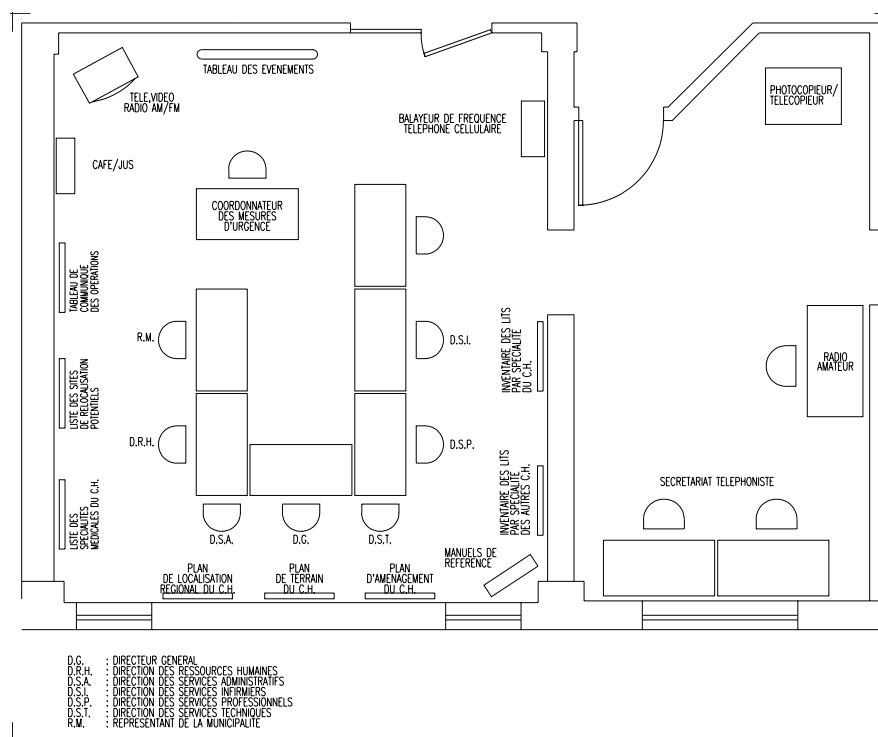 TABLEAU DES EVENEMENTS
TELE,VIDEO
RADIO AM/FM
BALAYEUR DE FREQUENCE
TELEPHONE CELLULAIRE
PHOTOCOPIEUR/
TELECOPIEUR
CAFE/JUS
COORDONNATEUR
DES MESURES
D'URGENCE
TABLEAU DE
COMMUNIQUE
DES OPERATIONS
R.M.
D.S.I.
INVENTAIRE DES LITS
PAR SPECIALITE
DU C.H.
RADIO
AMATEUR
LISTE DES SITES
DE RELOCALISATION
POTENTIELS
D.R.H.
D.S.P.
LISTE DES
SPECIALITES
MEDICALES DU C.H.
INVENTAIRE DES LITS
PAR SPECIALITE
DES AUTRES C.H.
SECRETARIAT TELEPHONISTE
D.S.A.
D.G.
D.S.T.
MANUELS DE
REFERENCE
PLAN
DE LOCALISATION
REGIONAL DU C.H.
PLAN
DE TERRAIN
DU C.H.
PLAN
D'AMENAGEMENT
DU C.H.
D.G. : DIRECTEUR GENERAL
D.R.H. : DIRECTION DES RESSOURCES HUMAINES
D.S.A. : DIRECTION DES SERVICES ADMINISTRATIFS
D.S.I. : DIRECTION DES SERVICES INFIRMIERS
D.S.P. : DIRECTION DES SERVICES PROFESSIONNELS
D.S.T. : DIRECTION DES SERVICES TECHNIQUES
R.M. : REPRESENTANT DE LA MUNICIPALITE